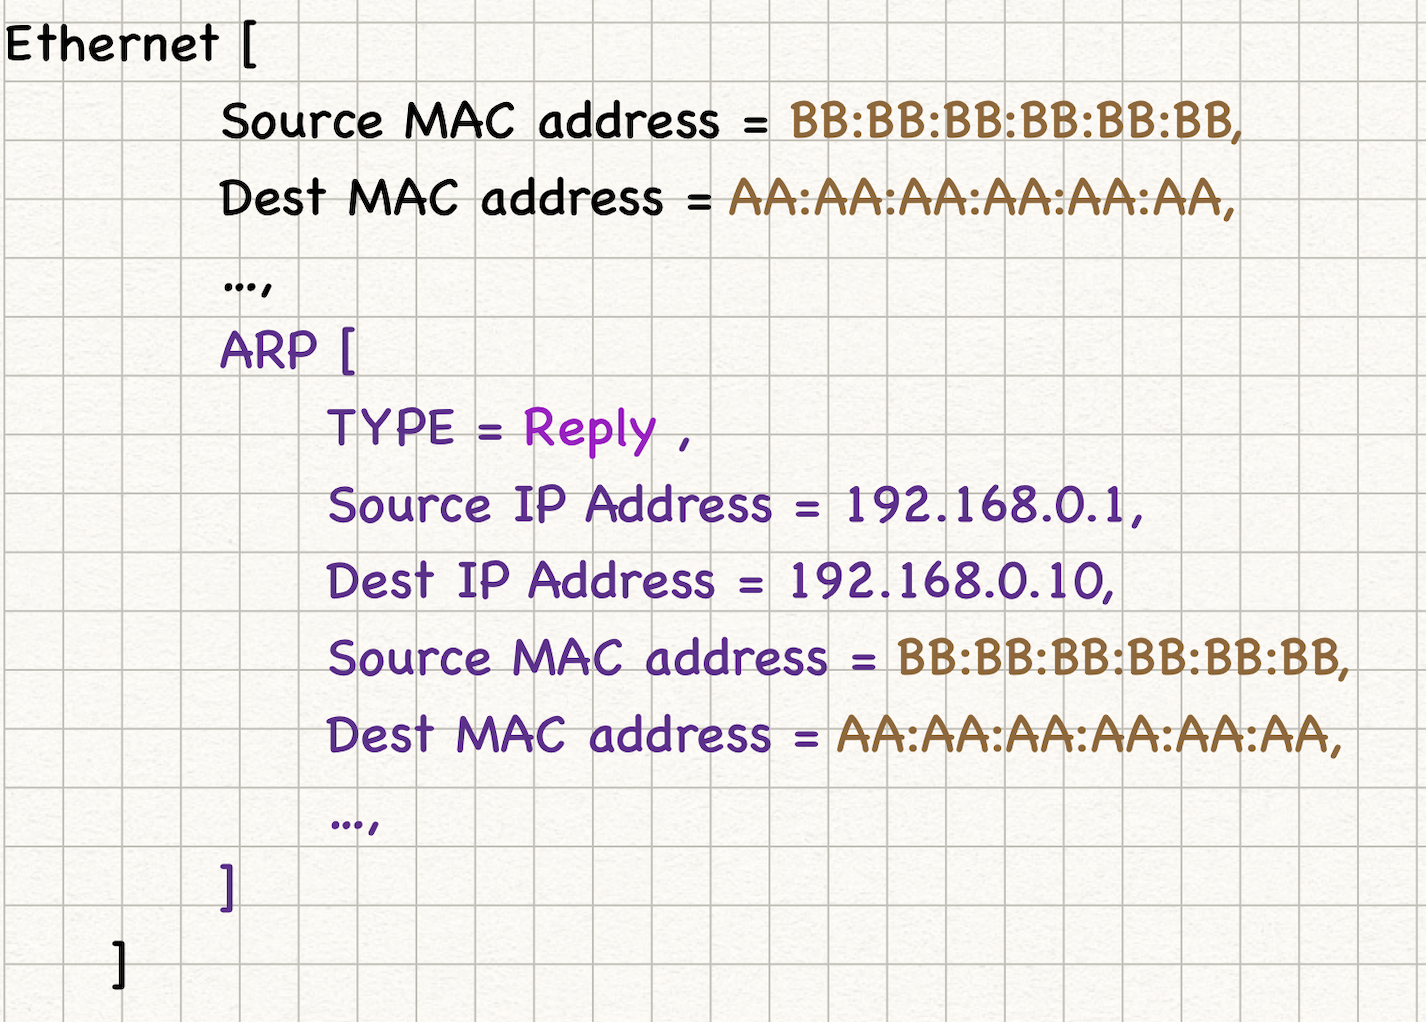 Ethernet [
Source MAC address = BB:BB:BB:BB:BB:BB,
Dest MAC address = AA:AA:AA:AA:AA:AA,
...,
ARP [
TYPE = Reply ,
Source IP Address = 192.168.0.1,
Dest IP Address = 192.168.0.10,
Source MAC address = BB:BB:BB:BB:BB:BB,
Dest MAC address = AA:AA:AA:AA:AA:AA,
...,
]
]